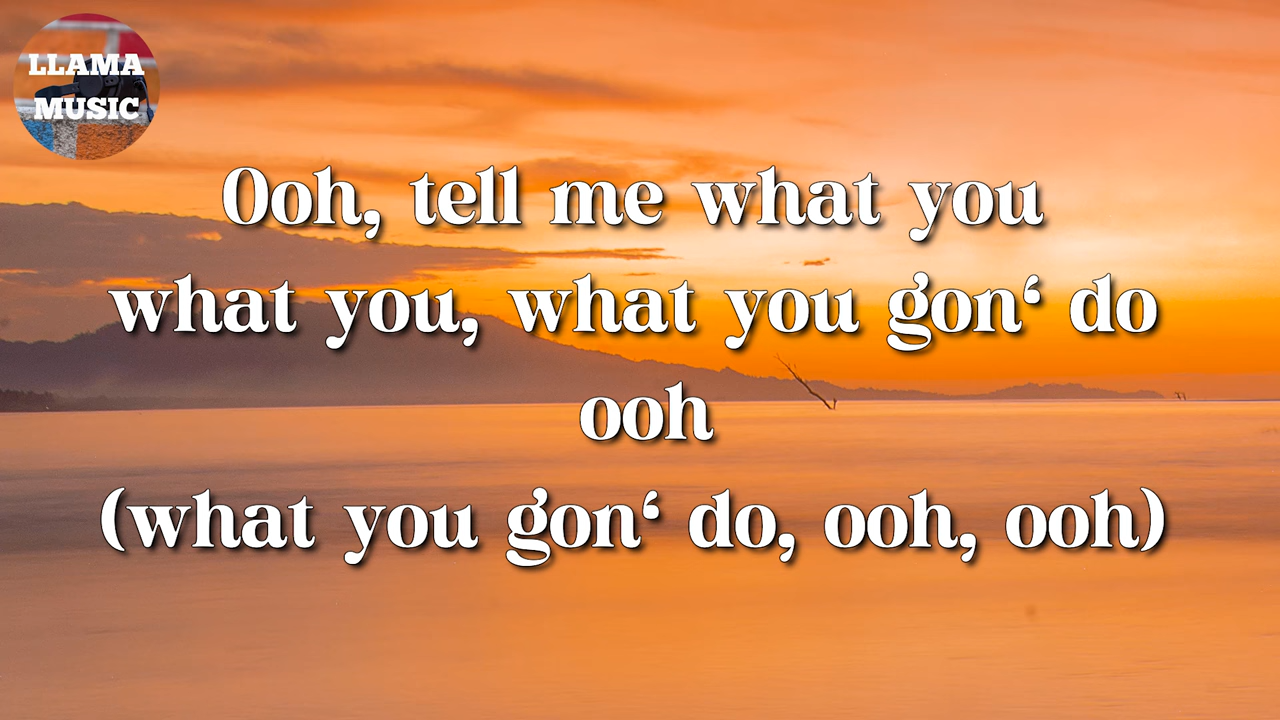 LLAMA
MUSIC
Ooh, tell me what you
what you, what you gon‘ do
ooh
(what you gon‘ do, ooh, ooh)